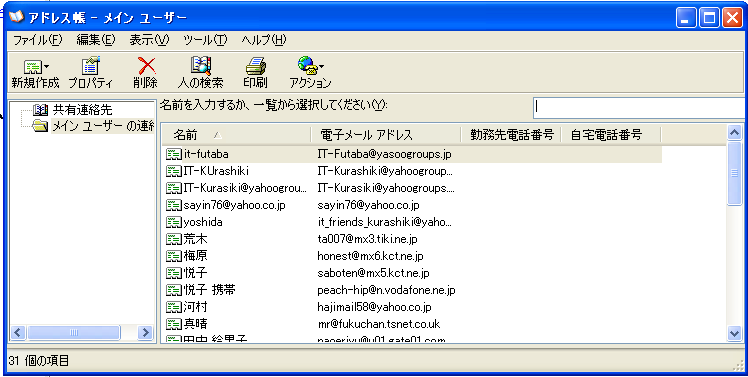 アドレス帳 - メイン ユーザー
ファイル(F) 編集(E) 表示(V) ツール(T) ヘルプ(H)
新規作成 プロパティ 削除 人の検索 印刷 アクション
共有連絡先
メイン ユーザー の連絡
名前を入力するか、一覧から選択してください(Y):
名前 電子メール アドレス 勤務先電話番号 自宅電話番号
it-futaba IT-Futaba@yasoogroups.jp
IT-KUrashiki IT-Kurashiki@yahoogroup...
IT-Kurasiki@yahoogrou... IT-Kurasiki@yahoogroups....
sayin76@yahoo.co.jp sayin76@yahoo.co.jp
yoshida it_friends_kurashiki@yaho...
荒木 ta007@mx3.tiki.ne.jp
梅原 honest@mx6.kct.ne.jp
悦子 saboten@mx5.kct.ne.jp
悦子 携帯 peach-hip@n.vodafone.ne.jp
河村 hajimail58@yahoo.co.jp
真晴 mr@fukuchan.tsnet.co.uk
31 個の項目